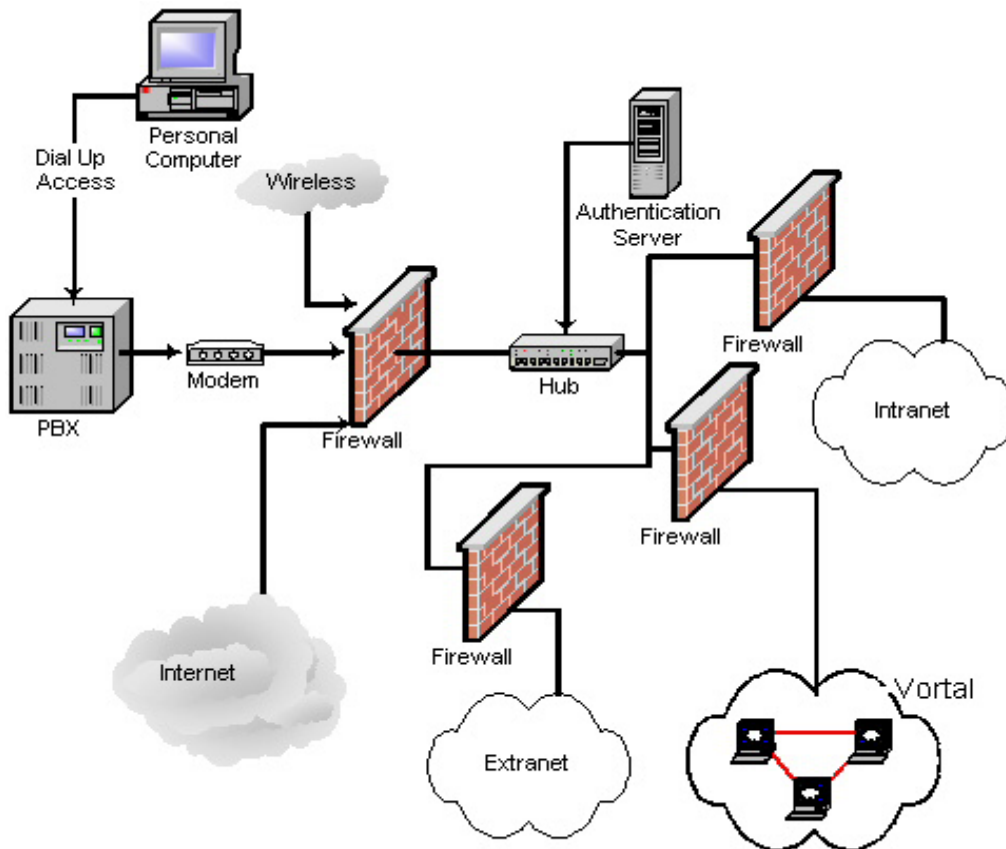 Personal
Computer
Dial Up
Access
Wireless
Authentication
Server
Firewall
PBX
Modem
Firewall
Hub
Intranet
Firewall
Internet
Firewall
Extranet
Vortal